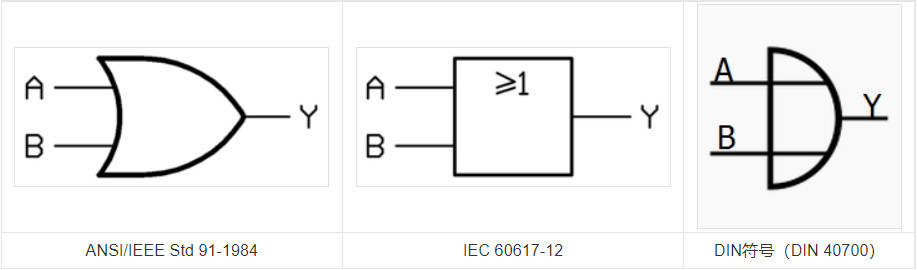 A
B
Y
A
B
≥1
Y
A
B
Y
ANSI/IEEE Std 91-1984
IEC 60617-12
DIN符号（DIN 40700）